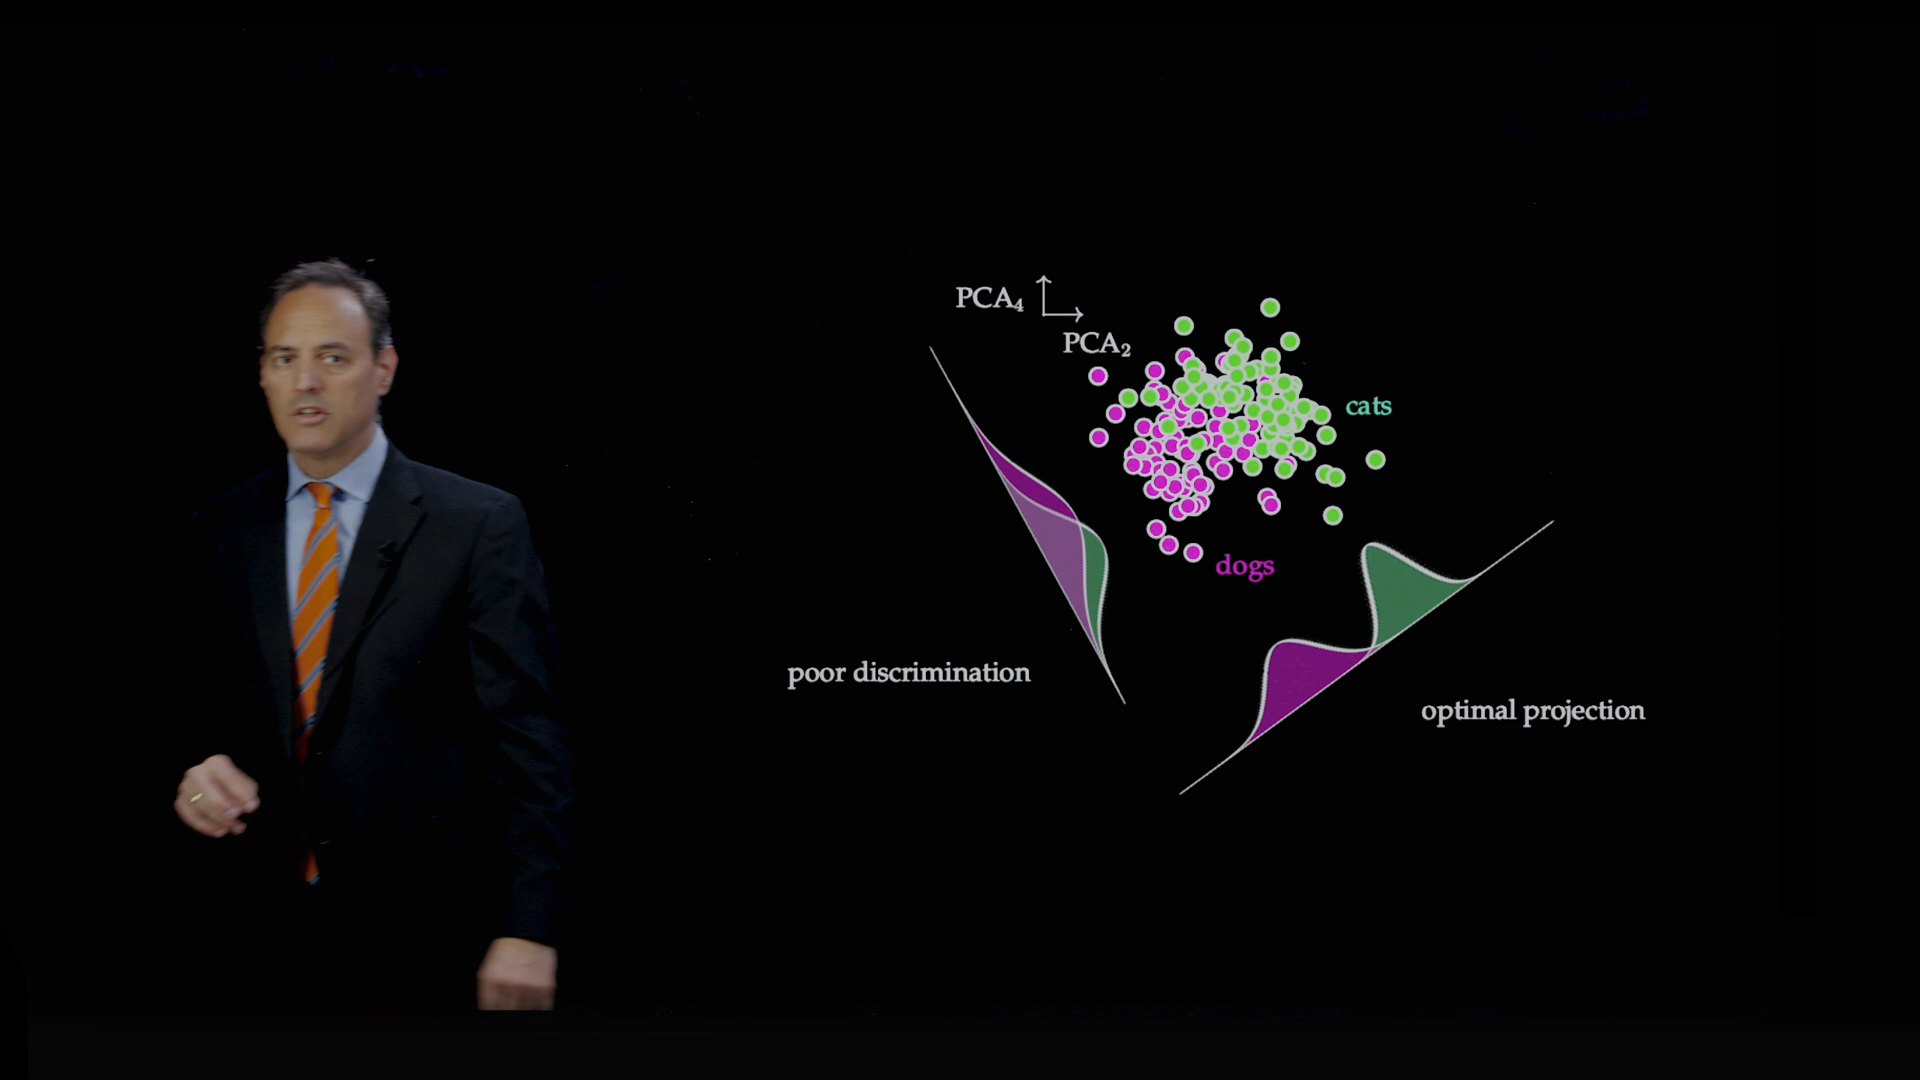 PCA₄
PCA₂
cats
dogs
poor discrimination
optimal projection